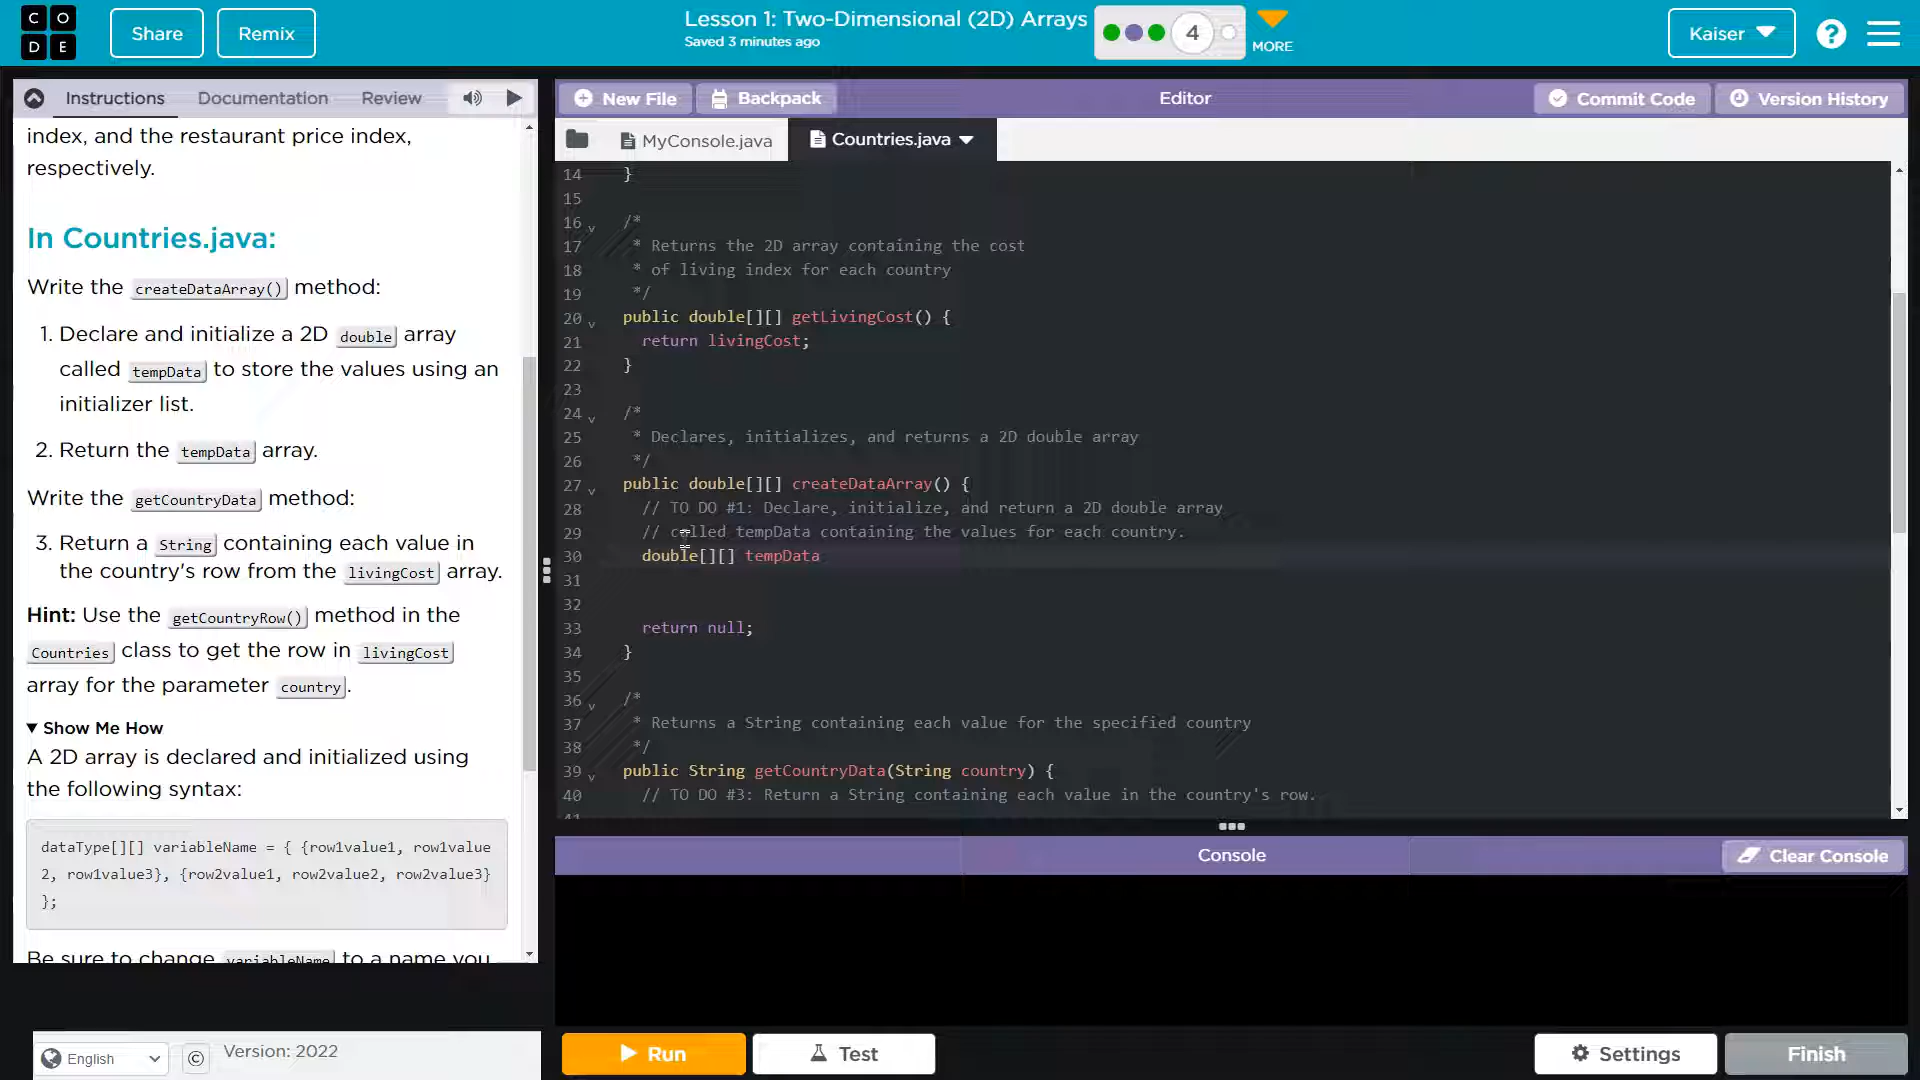 CODE
Share
Remix
Lesson 1: Two-Dimensional (2D) Arrays
Saved 3 minutes ago
4
MORE
Kaiser
?
Instructions
Documentation
Review
New File
Backpack
Editor
Commit Code
Version History
MyConsole.java
Countries.java
index, and the restaurant price index,
respectively.
In Countries.java:
Write the createDataArray() method:
1. Declare and initialize a 2D double array
called tempData to store the values using an
initializer list.
2. Return the tempData array.
Write the getCountryData method:
3. Return a String containing each value in
the country's row from the livingCost array.
Hint: Use the getCountryRow() method in the
Countries class to get the row in livingCost
array for the parameter country.
Show Me How
A 2D array is declared and initialized using
the following syntax:
dataType[][] variableName = { {row1value1, row1value
2, row1value3}, {row2value1, row2value2, row2value3}
};
Be sure to change variableName to a name you
14 }
15
16 /*
17 * Returns the 2D array containing the cost
18 * of living index for each country
19 */
20 public double[][] getLivingCost() {
21 return livingCost;
22 }
23
24 /*
25 * Declares, initializes, and returns a 2D double array
26 */
27 public double[][] createDataArray() {
28 // TO DO #1: Declare, initialize, and return a 2D double array
29 // called tempData containing the values for each country.
30 double[][] tempData
31
32
33 return null;
34 }
35
36 /*
37 * Returns a String containing each value for the specified country
38 */
39 public String getCountryData(String country) {
40 // TO DO #3: Return a String containing each value in the country's row.
41
Console
Clear Console
English
©
Version: 2022
Run
Test
Settings
Finish